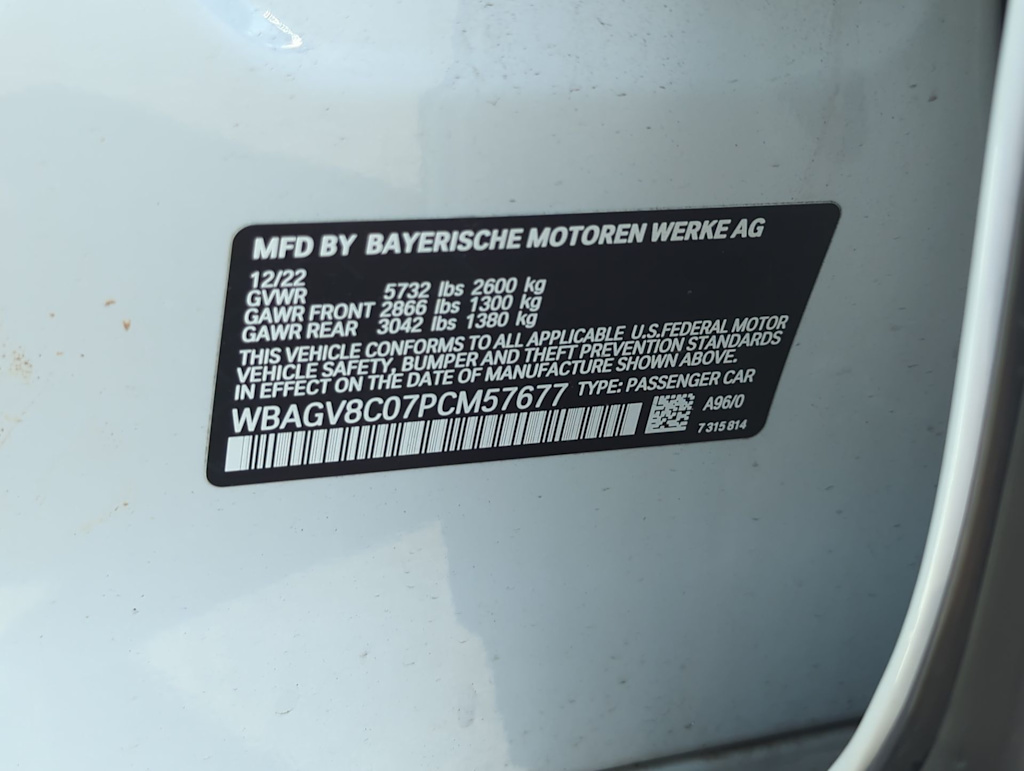 MFD BY BAYERISCHE MOTOREN WERKE AG
12/22
GVWR 5732 lbs 2600 kg
GAWR FRONT 2866 lbs 1300 kg
GAWR REAR 3042 lbs 1380 kg
THIS VEHICLE CONFORMS TO ALL APPLICABLE U.S.FEDERAL MOTOR
VEHICLE SAFETY, BUMPER AND THEFT PREVENTION STANDARDS
IN EFFECT ON THE DATE OF MANUFACTURE SHOWN ABOVE.
WBAGV8C07PCM57677 TYPE: PASSENGER CAR
A96/0
7 315 814